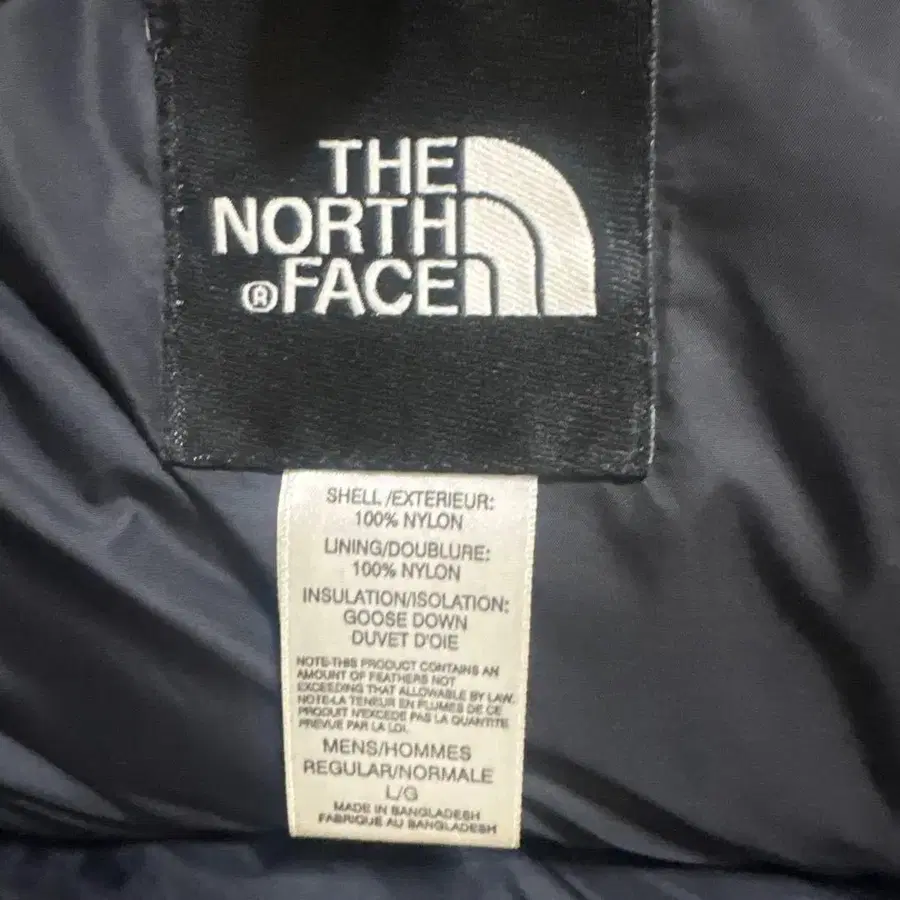 THE
NORTH
® FACE
SHELL /EXTERIEUR:
100% NYLON
LINING/DOUBLURE:
100% NYLON
INSULATION/ISOLATION:
GOOSE DOWN
DUVET D'OIE
NOTE-THIS PRODUCT CONTAINS AN
AMOUNT OF FEATHERS NOT
EXCEEDING THAT ALLOWABLE BY LAW.
NOTE-LA TENEUR EN PLUMES DE CE
PRODUIT N'EXCEDE PAS LA QUANTITE
PREVUE PAR LA LOI.
MENS/HOMMES
REGULAR/NORMALE
L/G
MADE IN BANGLADESH
FABRIQUE AU BANGLADESH